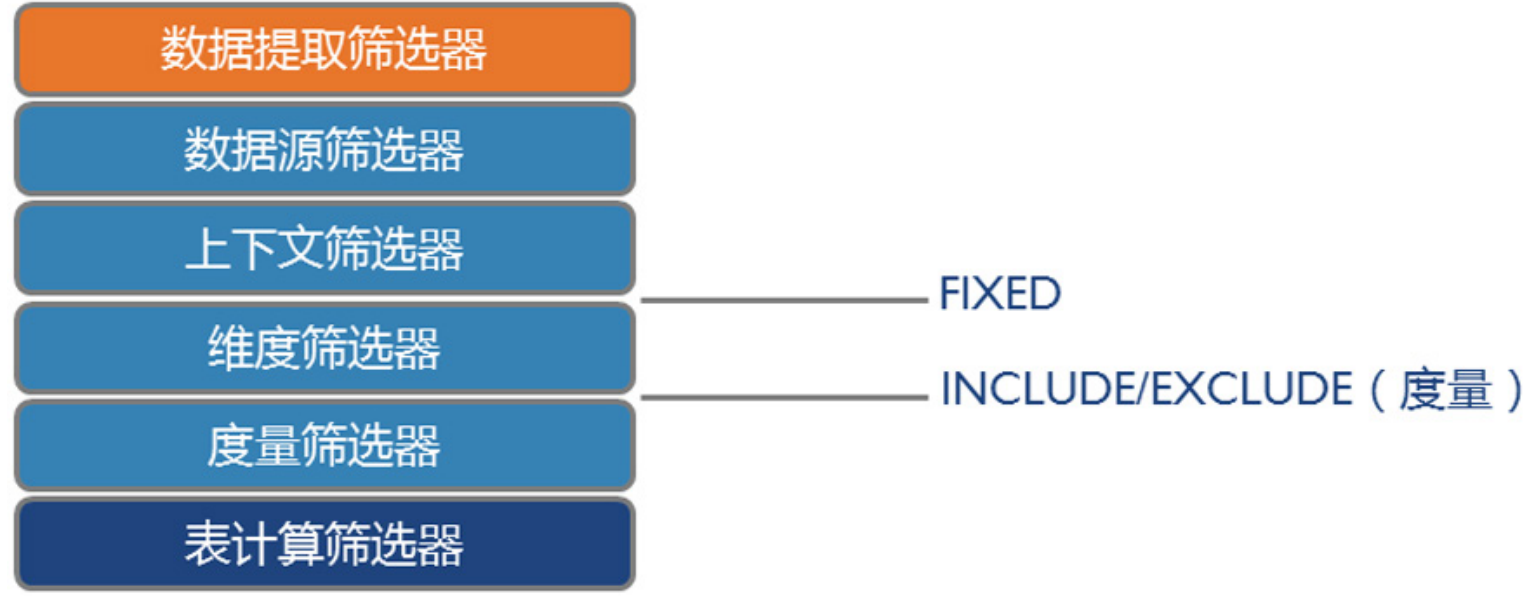 数据提取筛选器
数据源筛选器
上下文筛选器
FIXED
维度筛选器
INCLUDE/EXCLUDE（度量）
度量筛选器
表计算筛选器